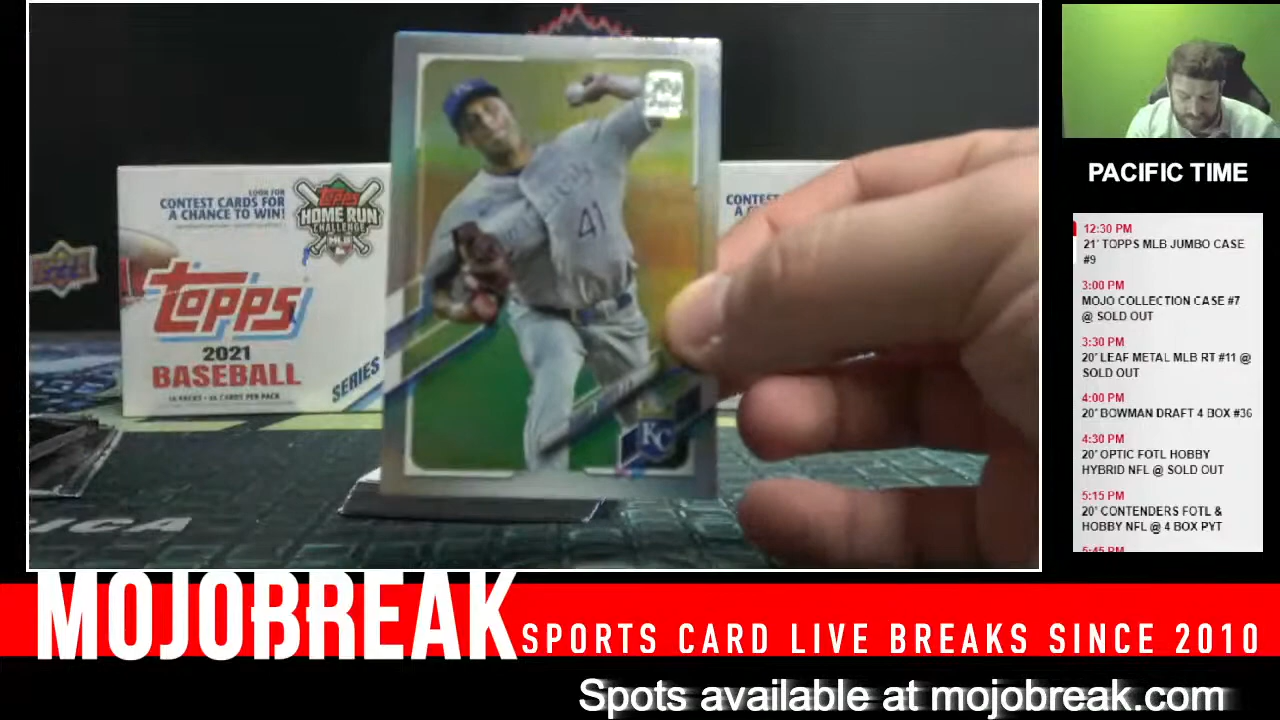 LOOK FOR
CONTEST CARDS FOR
A CHANCE TO WIN!
Topps
HOME RUN
CHALLENGE
MLB
topps
2021
BASEBALL
SERIES
41
KC
PACIFIC TIME
12:30 PM
21' TOPPS MLB JUMBO CASE
#9
3:00 PM
MOJO COLLECTION CASE #7
@ SOLD OUT
3:30 PM
20' LEAF METAL MLB RT #11 @
SOLD OUT
4:00 PM
20' BOWMAN DRAFT 4 BOX #36
4:30 PM
20' OPTIC FOTL HOBBY
HYBRID NFL @ SOLD OUT
5:15 PM
20' CONTENDERS FOTL &
HOBBY NFL @ 4 BOX PYT
MOJOBREAK
SPORTS CARD LIVE BREAKS SINCE 2010
Spots available at mojobreak.com